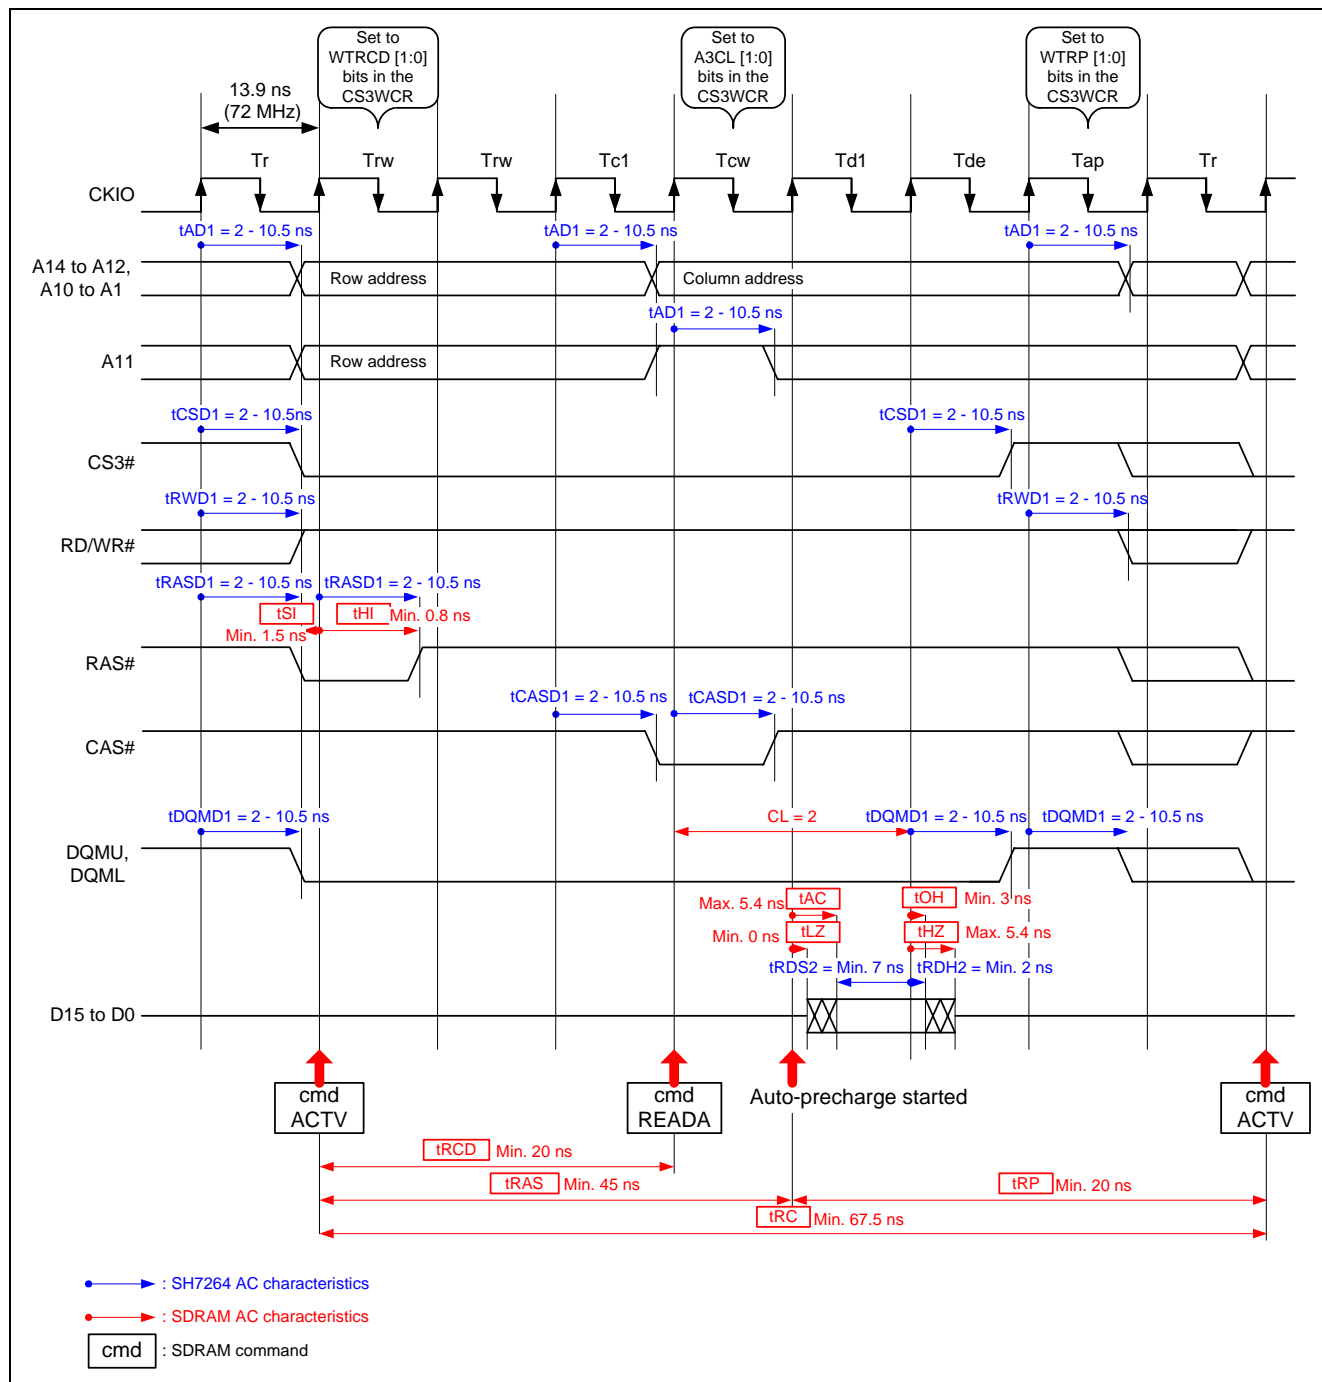 Set to
WTRCD [1:0]
bits in the
CS3WCR
Set to
A3CL [1:0]
bits in the
CS3WCR
Set to
WTRP [1:0]
bits in the
CS3WCR
13.9 ns
(72 MHz)
Tr Trw Trw Tc1 Tcw Td1 Tde Tap Tr
CKIO
tAD1 = 2 - 10.5 ns tAD1 = 2 - 10.5 ns tAD1 = 2 - 10.5 ns
A14 to A12,
A10 to A1
Row address Column address
tAD1 = 2 - 10.5 ns
A11 Row address
tCSD1 = 2 - 10.5ns tCSD1 = 2 - 10.5 ns
CS3#
tRWD1 = 2 - 10.5 ns tRWD1 = 2 - 10.5 ns
RD/WR#
tRASD1 = 2 - 10.5 ns tRASD1 = 2 - 10.5 ns
tSI tHI Min. 0.8 ns
Min. 1.5 ns
RAS#
tCASD1 = 2 - 10.5 ns tCASD1 = 2 - 10.5 ns
CAS#
tDQMD1 = 2 - 10.5 ns CL = 2 tDQMD1 = 2 - 10.5 ns tDQMD1 = 2 - 10.5 ns
DQMU,
DQML
Max. 5.4 ns tAC tOH Min. 3 ns
Min. 0 ns tLZ tHZ Max. 5.4 ns
tRDS2 = Min. 7 ns tRDH2 = Min. 2 ns
D15 to D0
cmd
ACTV
cmd
READA
Auto-precharge started
cmd
ACTV
tRCD Min. 20 ns
tRAS Min. 45 ns tRP Min. 20 ns
tRC Min. 67.5 ns
: SH7264 AC characteristics
: SDRAM AC characteristics
cmd : SDRAM command